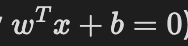 w^T x + b = 0)